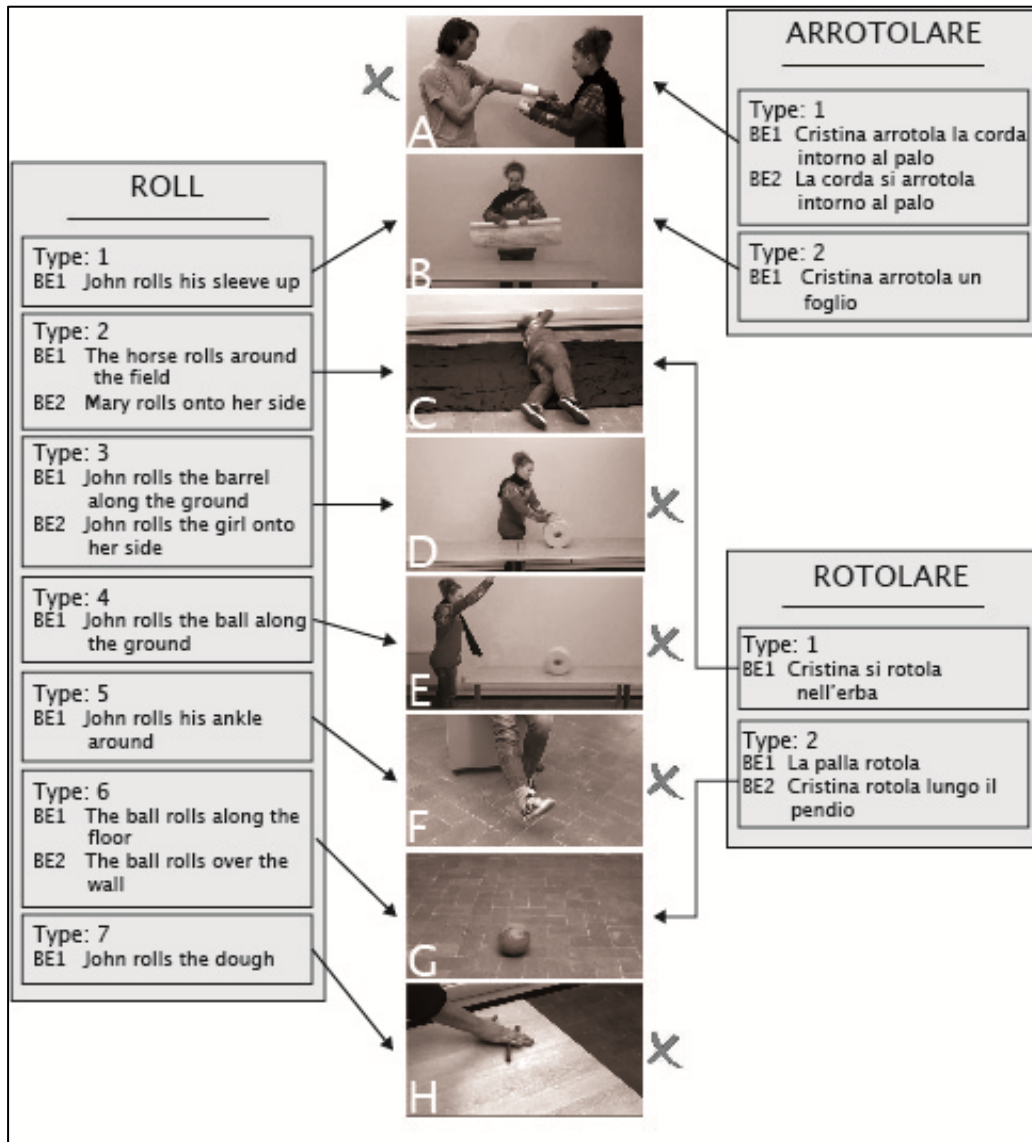 ROLL
Type: 1
BE1 John rolls his sleeve up
Type: 2
BE1 The horse rolls around
the field
BE2 Mary rolls onto her side
Type: 3
BE1 John rolls the barrel
along the ground
BE2 John rolls the girl onto
her side
Type: 4
BE1 John rolls the ball along
the ground
Type: 5
BE1 John rolls his ankle
around
Type: 6
BE1 The ball rolls along the
floor
BE2 The ball rolls over the
wall
Type: 7
BE1 John rolls the dough
A
B
C
D
E
F
G
H
ARROTOLARE
Type: 1
BE1 Cristina arrotola la corda
intorno al palo
BE2 La corda si arrotola
intorno al palo
Type: 2
BE1 Cristina arrotola un
foglio
ROTOLARE
Type: 1
BE1 Cristina si rotola
nell'erba
Type: 2
BE1 La palla rotola
BE2 Cristina rotola lungo il
pendio